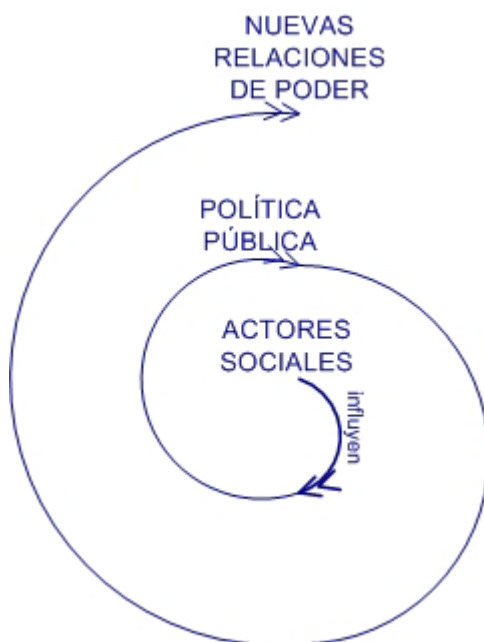 NUEVAS
RELACIONES
DE PODER
POLÍTICA
PÚBLICA
ACTORES
SOCIALES
influyen